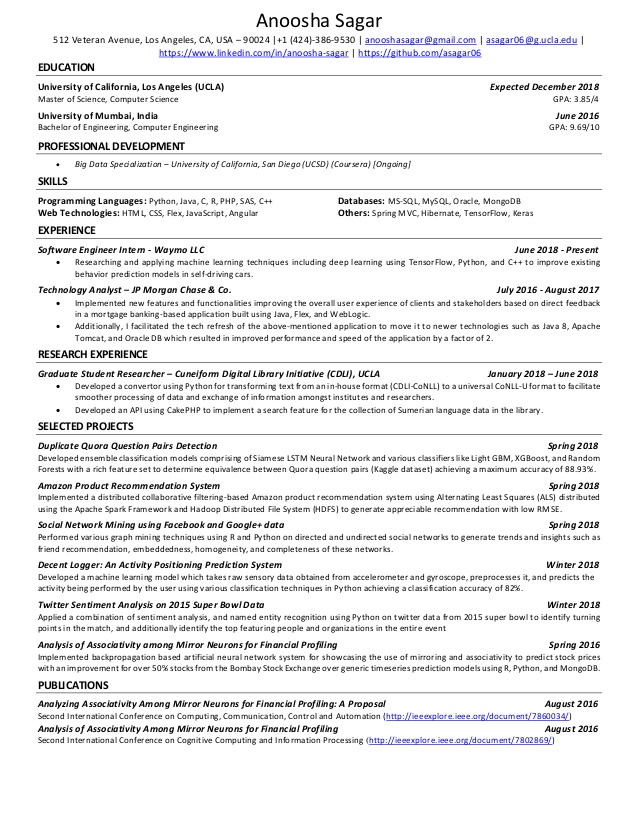 Anoosha Sagar
512 Veteran Avenue, Los Angeles, CA, USA – 90024 |+1 (424)-386-9530 | anooshasagar@gmail.com | asagar06@g.ucla.edu |
https://www.linkedin.com/in/anoosha-sagar | https://github.com/asagar06
EDUCATION
University of California, Los Angeles (UCLA) Expected December 2018
Master of Science, Computer Science GPA: 3.85/4
University of Mumbai, India June 2016
Bachelor of Engineering, Computer Engineering GPA: 9.69/10
PROFESSIONAL DEVELOPMENT
• Big Data Specialization – University of California, San Diego (UCSD) (Coursera) [Ongoing]
SKILLS
Programming Languages: Python, Java, C, R, PHP, SAS, C++ Databases: MS-SQL, MySQL, Oracle, MongoDB
Web Technologies: HTML, CSS, Flex, JavaScript, Angular Others: Spring MVC, Hibernate, TensorFlow, Keras
EXPERIENCE
Software Engineer Intern - Waymo LLC June 2018 - Present
• Researching and applying machine learning techniques including deep learning using TensorFlow, Python, and C++ to improve existing
behavior prediction models in self-driving cars.
Technology Analyst – JP Morgan Chase & Co. July 2016 - August 2017
• Implemented new features and functionalities improving the overall user experience of clients and stakeholders based on direct feedback
in a mortgage banking-based application built using Java, Flex, and WebLogic.
• Additionally, I facilitated the tech refresh of the above-mentioned application to move it to newer technologies such as Java 8, Apache
Tomcat, and Oracle DB which resulted in improved performance and speed of the application by a factor of 2.
RESEARCH EXPERIENCE
Graduate Student Researcher – Cuneiform Digital Library Initiative (CDLI), UCLA January 2018 – June 2018
• Developed a convertor using Python for transforming text from an in-house format (CDLI-CoNLL) to a universal CoNLL-U format to facilitate
smoother processing of data and exchange of information amongst institutes and researchers.
• Developed an API using CakePHP to implement a search feature for the collection of Sumerian language data in the library.
SELECTED PROJECTS
Duplicate Quora Question Pairs Detection Spring 2018
Developed ensemble classification models comprising of Siamese LSTM Neural Network and various classifiers like Light GBM, XGBoost, and Random
Forests with a rich feature set to determine equivalence between Quora question pairs (Kaggle dataset) achieving a maximum accuracy of 88.93%.
Amazon Product Recommendation System Spring 2018
Implemented a distributed collaborative filtering-based Amazon product recommendation system using Alternating Least Squares (ALS) distributed
using the Apache Spark Framework and Hadoop Distributed File System (HDFS) to generate appreciable recommendation with low RMSE.
Social Network Mining using Facebook and Google+ data Spring 2018
Performed various graph mining techniques using R and Python on directed and undirected social networks to generate trends and insights such as
friend recommendation, embeddedness, homogeneity, and completeness of these networks.
Decent Logger: An Activity Positioning Prediction System Winter 2018
Developed a machine learning model which takes raw sensory data obtained from accelerometer and gyroscope, preprocesses it, and predicts the
activity being performed by the user using various classification techniques in Python achieving a classification accuracy of 82%.
Twitter Sentiment Analysis on 2015 Super Bowl Data Winter 2018
Applied a combination of sentiment analysis, and named entity recognition using Python on twitter data from 2015 super bowl to identify turning
points in the match, and additionally identify the top featuring people and organizations in the entire event
Analysis of Associativity among Mirror Neurons for Financial Profiling Spring 2016
Implemented backpropagation based artificial neural network system for showcasing the use of mirroring and associativity to predict stock prices
with an improvement for over 50% stocks from the Bombay Stock Exchange over generic timeseries prediction models using R, Python, and MongoDB.
PUBLICATIONS
Analyzing Associativity Among Mirror Neurons for Financial Profiling: A Proposal August 2016
Second International Conference on Computing, Communication, Control and Automation (http://ieeexplore.ieee.org/document/7860034/)
Analysis of Associativity Among Mirror Neurons for Financial Profiling August 2016
Second International Conference on Cognitive Computing and Information Processing (http://ieeexplore.ieee.org/document/7802869/)